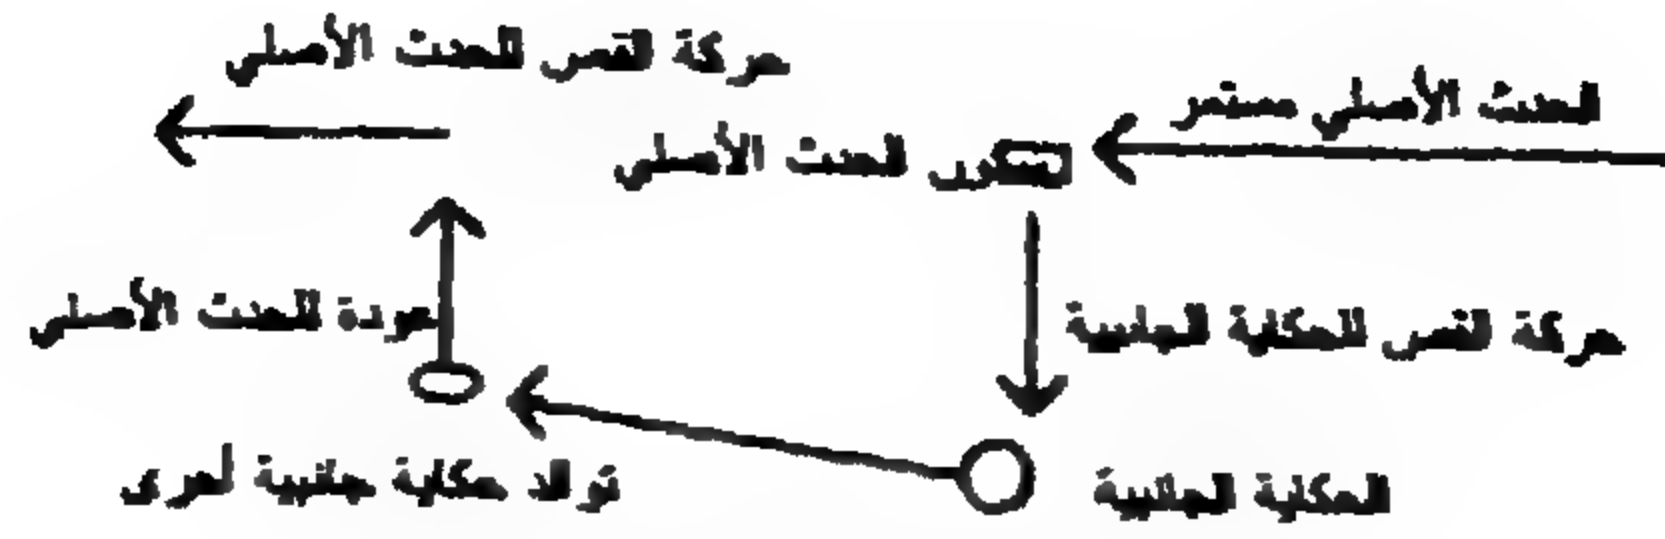 حركة القص للحدث الأصلي
الحدث الأصلي مستمر
سكون الحدث الأصلي
عودة للحدث الأصلي
حركة القص للحكاية الجانبية
تولد حكاية جانبية أخرى
الحكاية الجانبية